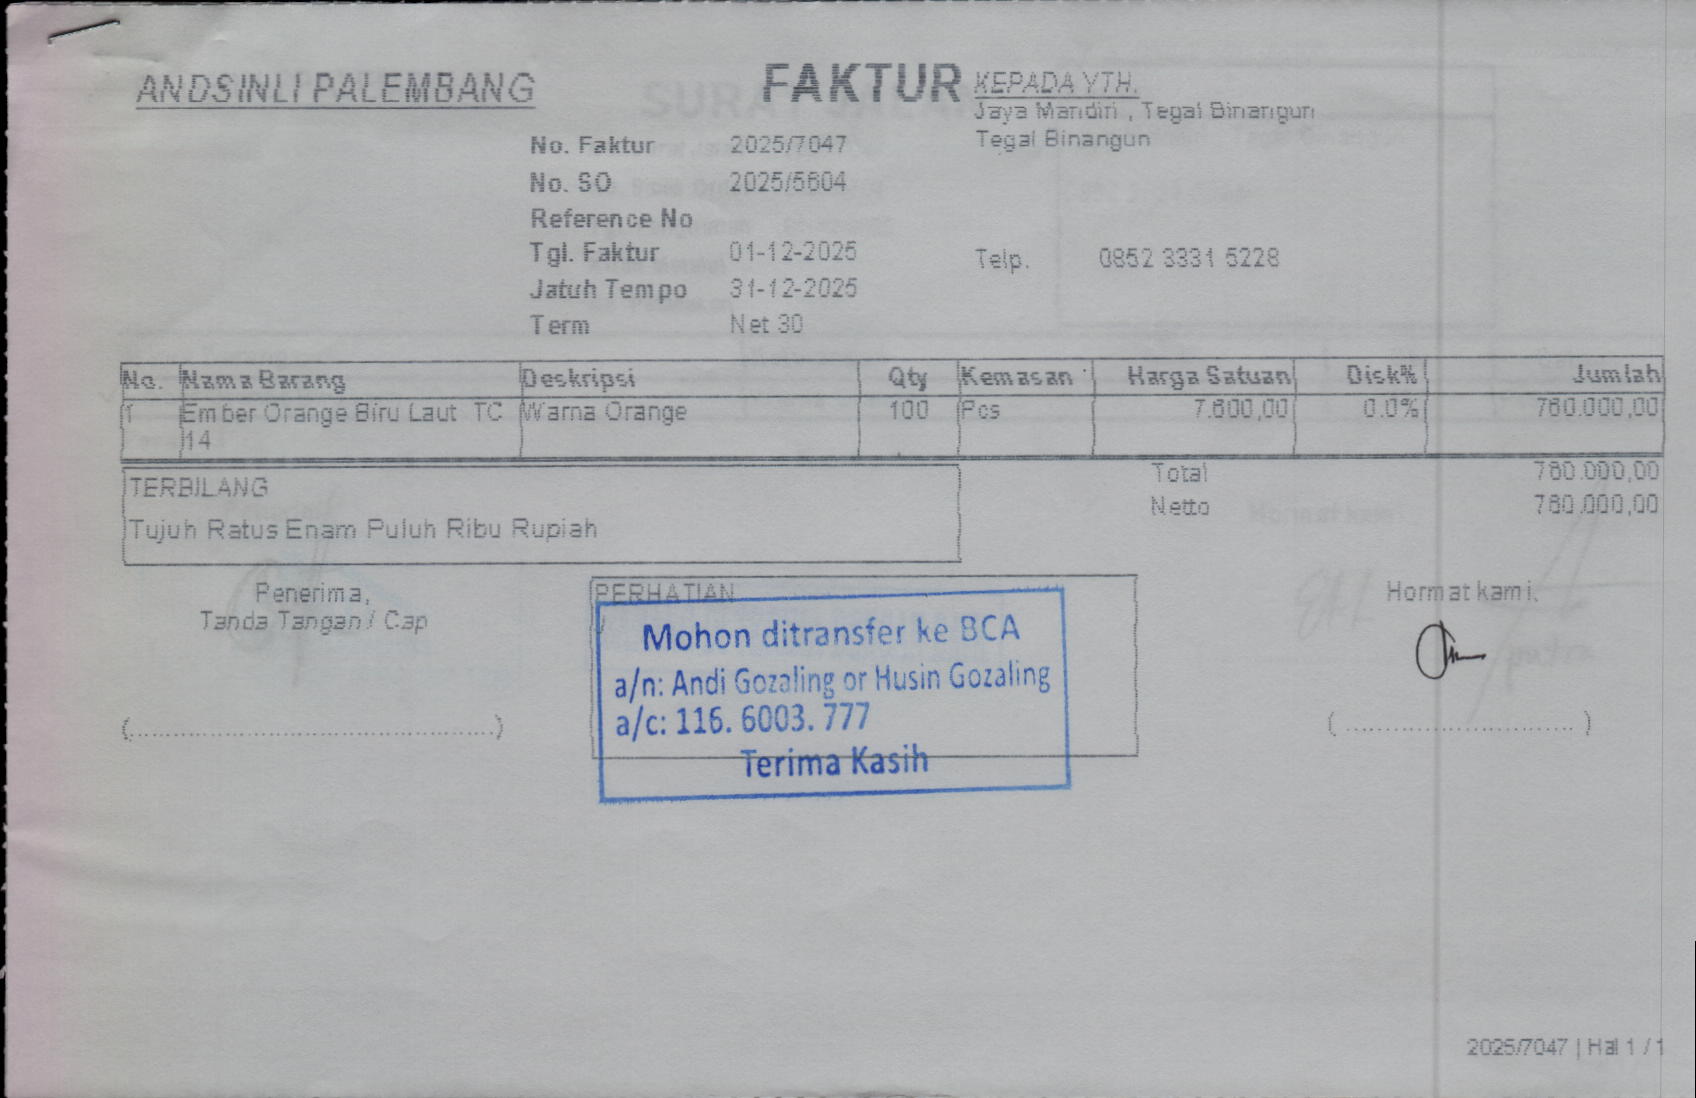 ANDSINLI PALEMBANG
FAKTUR
KEPADA YTH.
Jaya Mandiri , Tegal Binangun
Tegal Binangun
No. Faktur 2025/7047
No. SO 2025/5604
Reference No
Tgl. Faktur 01-12-2025
Telp. 0852 3331 5228
Jatuh Tempo 31-12-2025
Term Net 30
No. Nama Barang Deskripsi Qty Kemasan Harga Satuan Disk% Jumlah
1 Ember Orange Biru Laut TC Warna Orange 100 Pcs 7.600,00 0.0% 760.000,00
14
Total 760.000,00
TERBILANG
Netto 760.000,00
Tujuh Ratus Enam Puluh Ribu Rupiah
Penerima,
Tanda Tangan / Cap
(..............................................)
PERHATIAN
Mohon ditransfer ke BCA
a/n: Andi Gozaling or Husin Gozaling
a/c: 116. 6003. 777
Terima Kasih
Hormat kami,
( ............................. )
2025/7047 | Hal 1 / 1